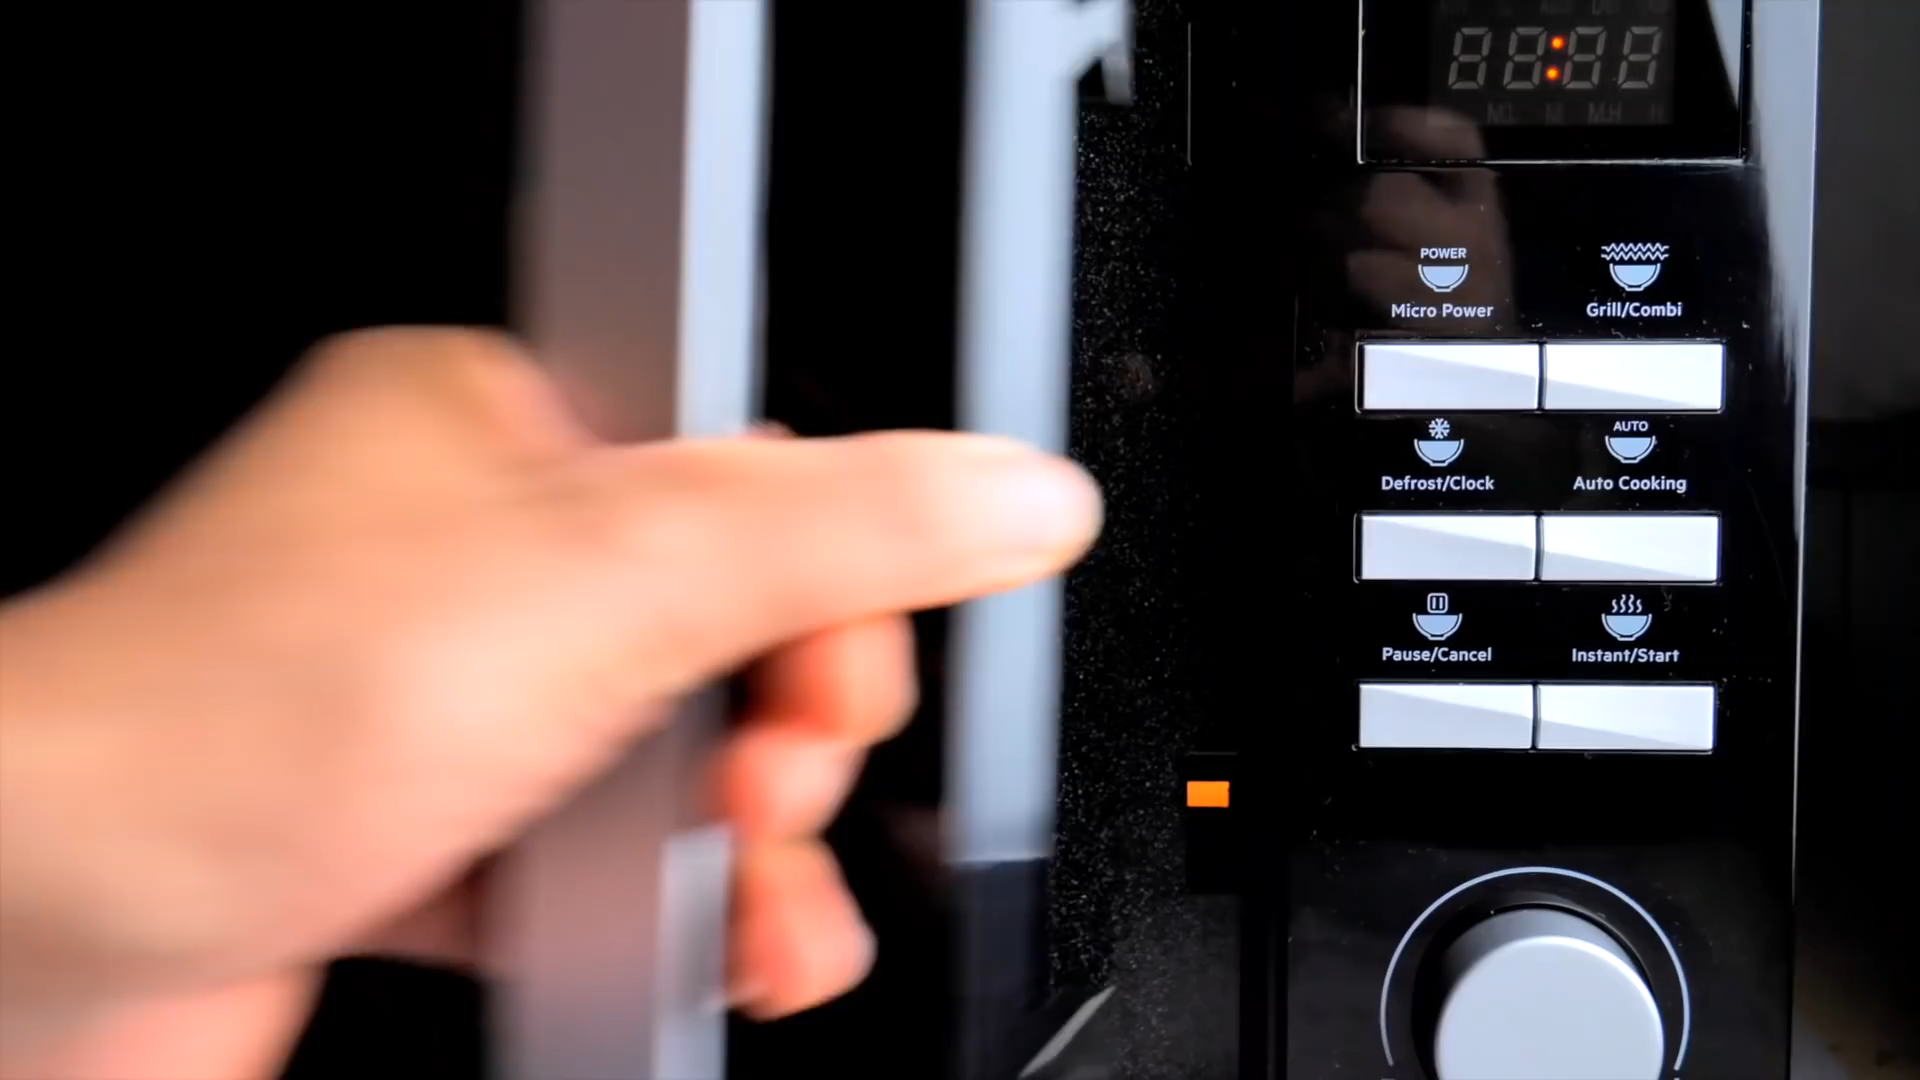 POWER
Micro Power
Grill/Combi
Defrost/Clock
AUTO
Auto Cooking
Pause/Cancel
Instant/Start